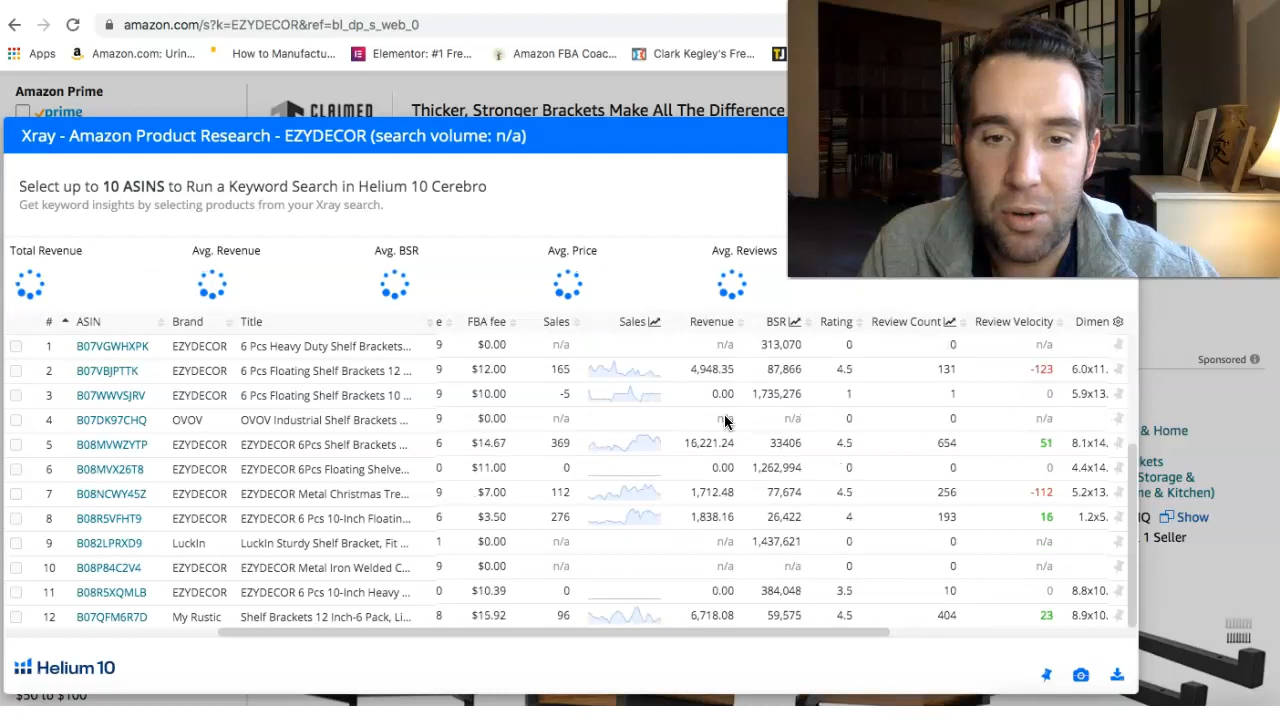 amazon.com/s?k=EZYDECOR&ref=bl_dp_s_web_0
Apps Amazon.com: Urin... How to Manufactu... Elementor: #1 Fre... Amazon FBA Coac... Clark Kegley's Fre...
Amazon Prime
prime
CLAIMED
Thicker, Stronger Brackets Make All The Difference
Xray - Amazon Product Research - EZYDECOR (search volume: n/a)
Select up to 10 ASINS to Run a Keyword Search in Helium 10 Cerebro
Get keyword insights by selecting products from your Xray search.
Total Revenue Avg. Revenue Avg. BSR Avg. Price Avg. Reviews
# ASIN Brand Title e FBA fee Sales Sales Revenue BSR Rating Review Count Review Velocity Dimen
1 B07VGWHXPK EZYDECOR 6 Pcs Heavy Duty Shelf Brackets... 9 $0.00 n/a n/a 313,070 0 0 n/a
2 B07VBJPTTK EZYDECOR 6 Pcs Floating Shelf Brackets 12 ... 9 $12.00 165 4,948.35 87,866 4.5 131 -123 6.0x11.
3 B07WWVSJRV EZYDECOR 6 Pcs Floating Shelf Brackets 10 ... 9 $10.00 -5 0.00 1,735,276 1 1 0 5.9x13.
4 B07DK97CHQ OVOV OVOV Industrial Shelf Brackets ... 9 $0.00 n/a n/a n/a 0 0 n/a
5 B08MVWZYTP EZYDECOR EZYDECOR 6Pcs Shelf Brackets ... 6 $14.67 369 16,221.24 33406 4.5 654 51 8.1x14.
6 B08MVX26T8 EZYDECOR EZYDECOR 6Pcs Floating Shelve... 0 $11.00 0 0.00 1,262,994 0 0 0 4.4x14.
7 B08NCWY45Z EZYDECOR EZYDECOR Metal Christmas Tre... 9 $7.00 112 1,712.48 77,674 4.5 256 -112 5.2x13.
8 B08R5VFHT9 EZYDECOR EZYDECOR 6 Pcs 10-Inch Floatin... 6 $3.50 276 1,838.16 26,422 4 193 16 1.2x5.
9 B082LPRXD9 LuckIn LuckIn Sturdy Shelf Bracket, Fit ... 1 $0.00 n/a n/a 1,437,621 0 0 n/a
10 B08P84C2V4 EZYDECOR EZYDECOR Metal Iron Welded C... 9 $0.00 n/a n/a n/a 0 0 n/a
11 B08R5XQMLB EZYDECOR EZYDECOR 6 Pcs 10-Inch Heavy ... 0 $10.39 0 0.00 384,048 3.5 10 0 8.8x10.
12 B07QFM6R7D My Rustic Shelf Brackets 12 Inch-6 Pack, Li... 8 $15.92 96 6,718.08 59,575 4.5 404 23 8.9x10.
Helium 10
Sponsored
& Home
kets
Storage &
ne & Kitchen)
Show
1 Seller
$50 to $100